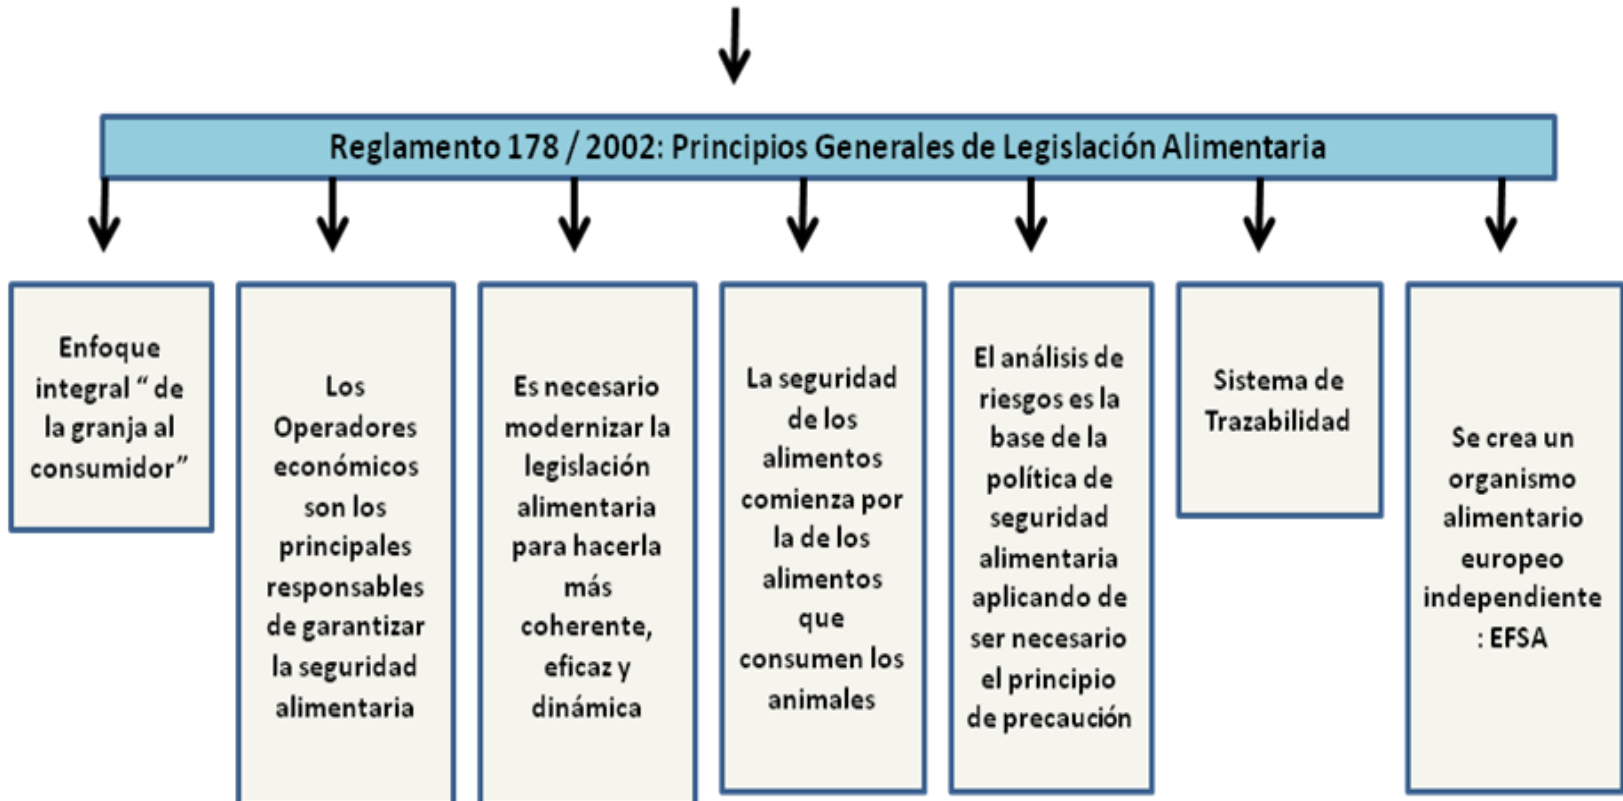 Reglamento 178 / 2002: Principios Generales de Legislación Alimentaria
Enfoque
integral “ de
la granja al
consumidor”
Los
Operadores
económicos
son los
principales
responsables
de garantizar
la seguridad
alimentaria
Es necesario
modernizar la
legislación
alimentaria
para hacerla
más
coherente,
eficaz y
dinámica
La seguridad
de los
alimentos
comienza por
la de los
alimentos
que
consumen los
animales
El análisis de
riesgos es la
base de la
política de
seguridad
alimentaria
aplicando de
ser necesario
el principio
de precaución
Sistema de
Trazabilidad
Se crea un
organismo
alimentario
europeo
independiente
: EFSA